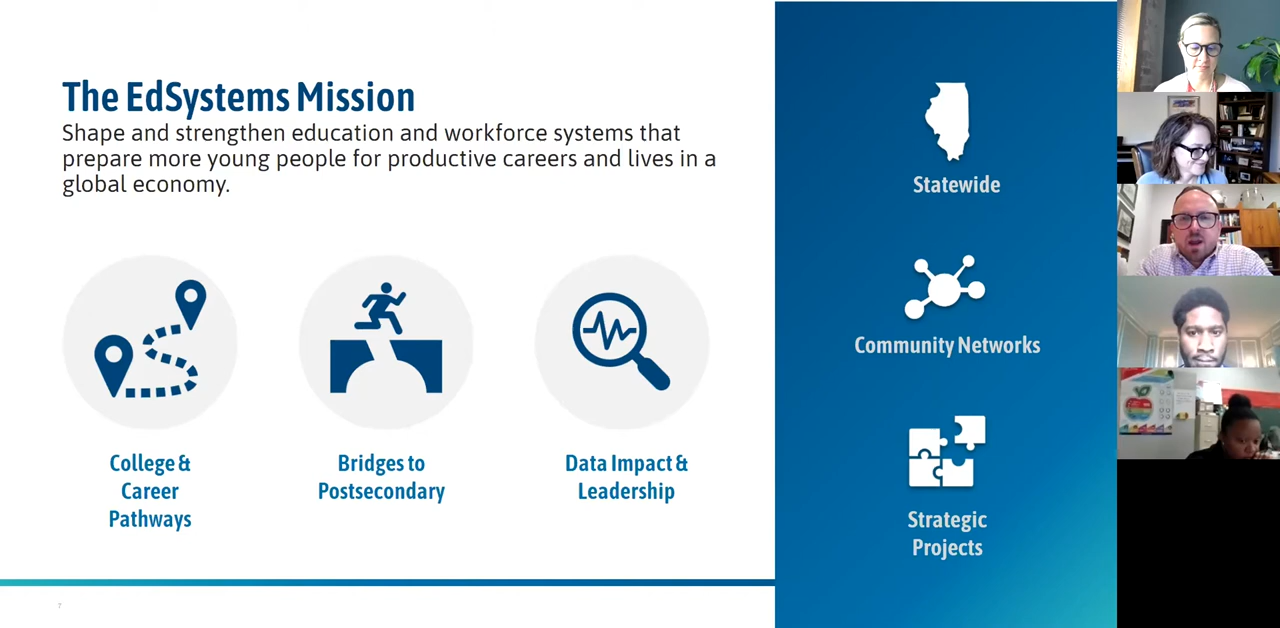 The EdSystems Mission
Shape and strengthen education and workforce systems that
prepare more young people for productive careers and lives in a
global economy.
College &
Career
Pathways
Bridges to
Postsecondary
Data Impact &
Leadership
7
Statewide
Community Networks
Strategic
Projects